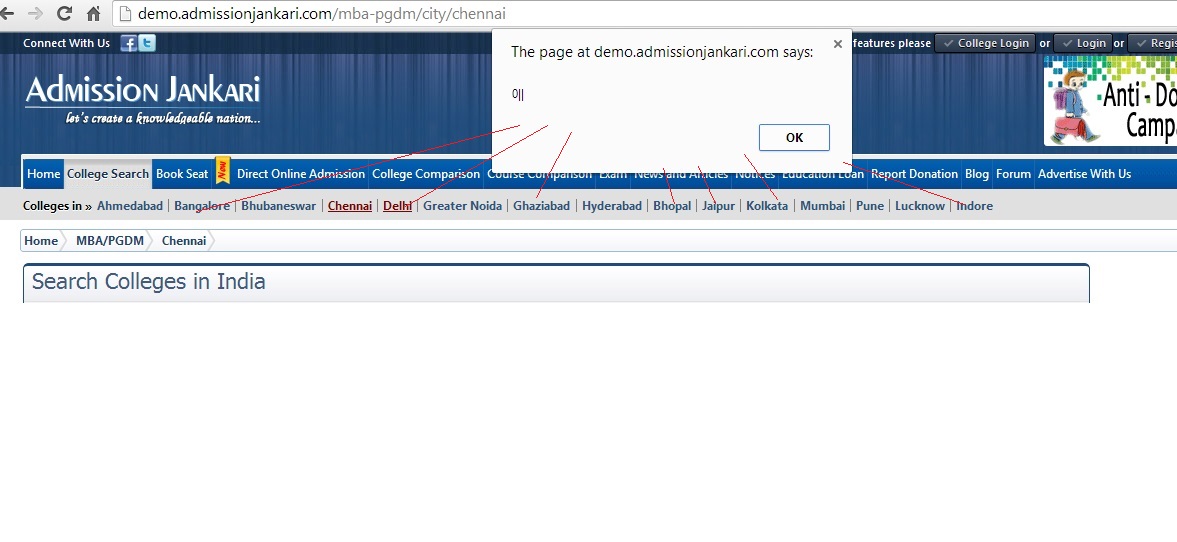 demo.admissionjankari.com/mba-pgdm/city/chennai
Connect With Us
features please College Login or Login or Regis
The page at demo.admissionjankari.com says:
0||
OK
Admission Jankari
let's create a knowledgeable nation...
Anti - Do
Campa
Home College Search Book Seat New Direct Online Admission College Comparison Course Comparison Exam News and Articles Notices Education Loan Report Donation Blog Forum Advertise With Us
Colleges in » Ahmedabad | Bangalore | Bhubaneswar | Chennai | Delhi | Greater Noida | Ghaziabad | Hyderabad | Bhopal | Jaipur | Kolkata | Mumbai | Pune | Lucknow | Indore
Home MBA/PGDM Chennai
Search Colleges in India